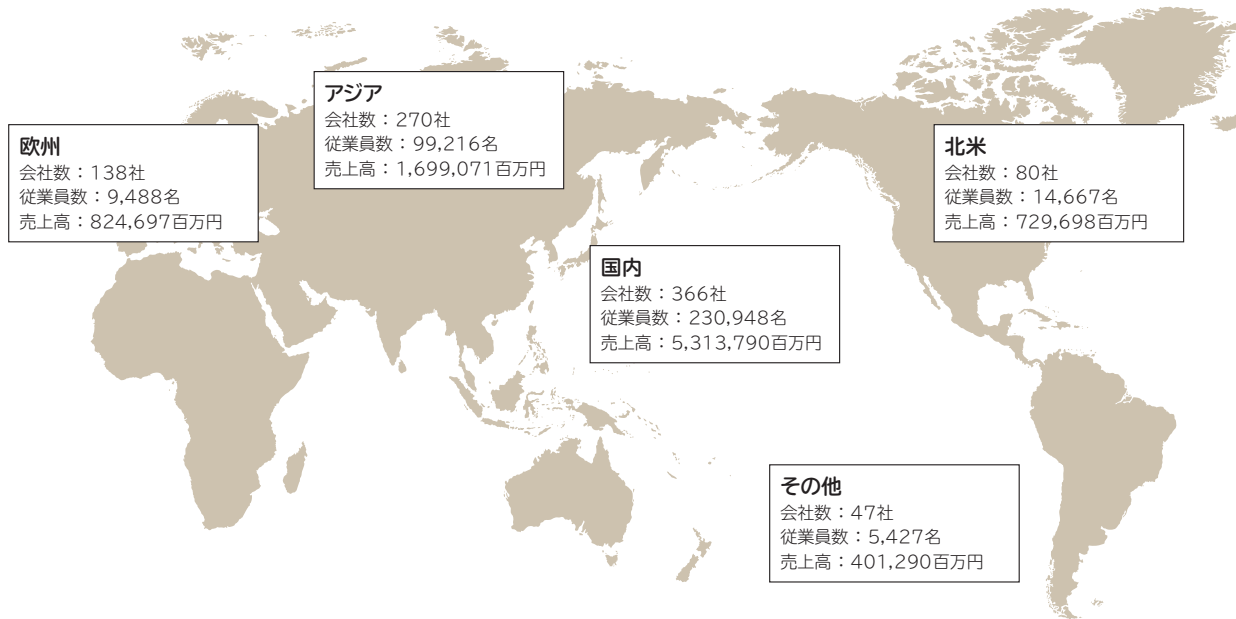 アジア
会社数：270社
従業員数：99,216名
売上高：1,699,071百万円
欧州
会社数：138社
従業員数：9,488名
売上高：824,697百万円
北米
会社数：80社
従業員数：14,667名
売上高：729,698百万円
国内
会社数：366社
従業員数：230,948名
売上高：5,313,790百万円
その他
会社数：47社
従業員数：5,427名
売上高：401,290百万円